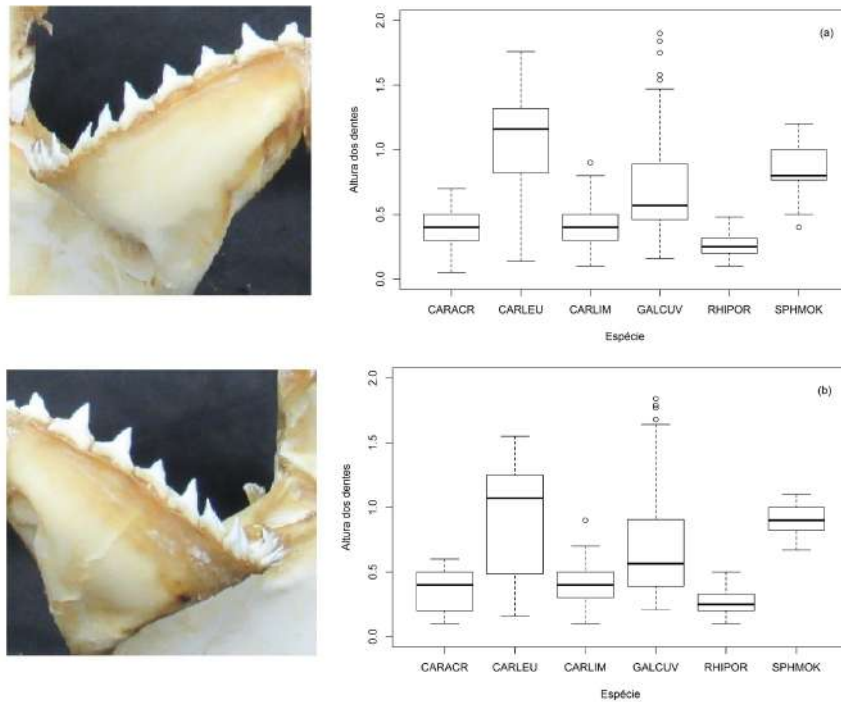 (a)
Altura dos dentes
2.0
1.5
1.0
0.5
0.0
CARACR CARLEU CARLIM GALCUV RHIPOR SPHMOK
Espécie
(b)
Altura dos dentes
2.0
1.5
1.0
0.5
0.0
CARACR CARLEU CARLIM GALCUV RHIPOR SPHMOK
Espécie